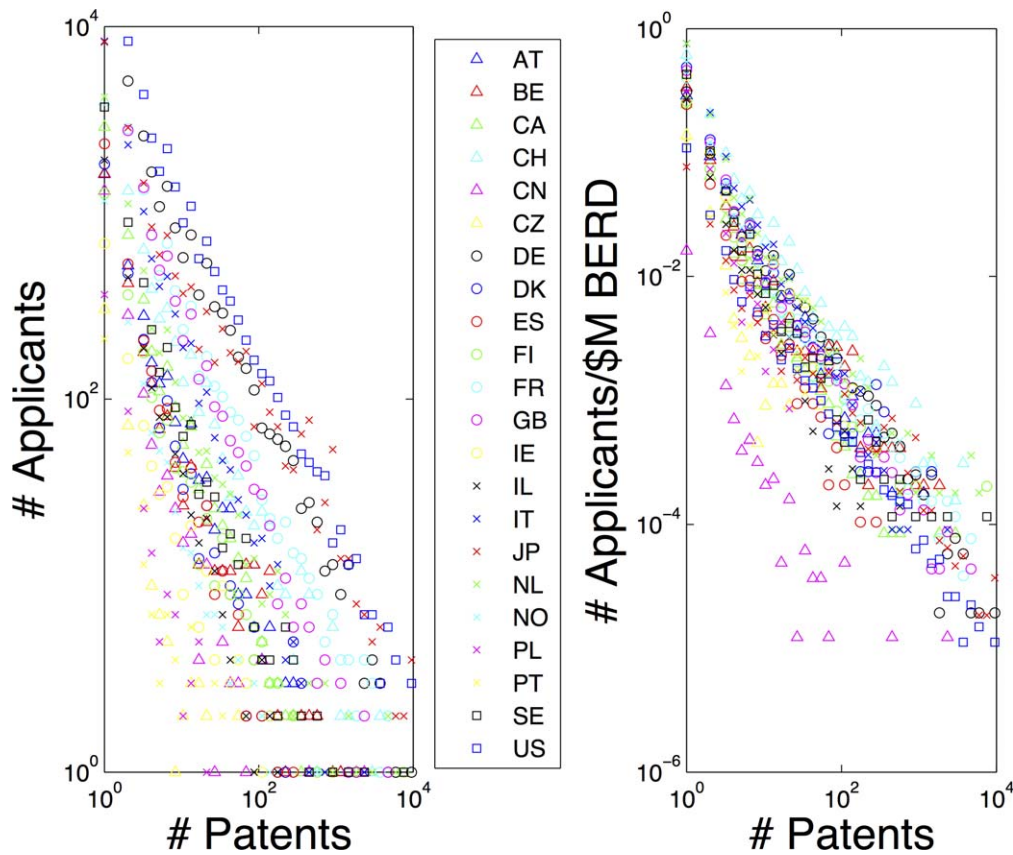 10^4
10^2
10^0
# Applicants
10^0
10^2
10^4
# Patents
AT
BE
CA
CH
CN
CZ
DE
DK
ES
FI
FR
GB
IE
IL
IT
JP
NL
NO
PL
PT
SE
US
10^0
10^−2
10^−4
10^−6
# Applicants/$M BERD
10^0
10^2
10^4
# Patents